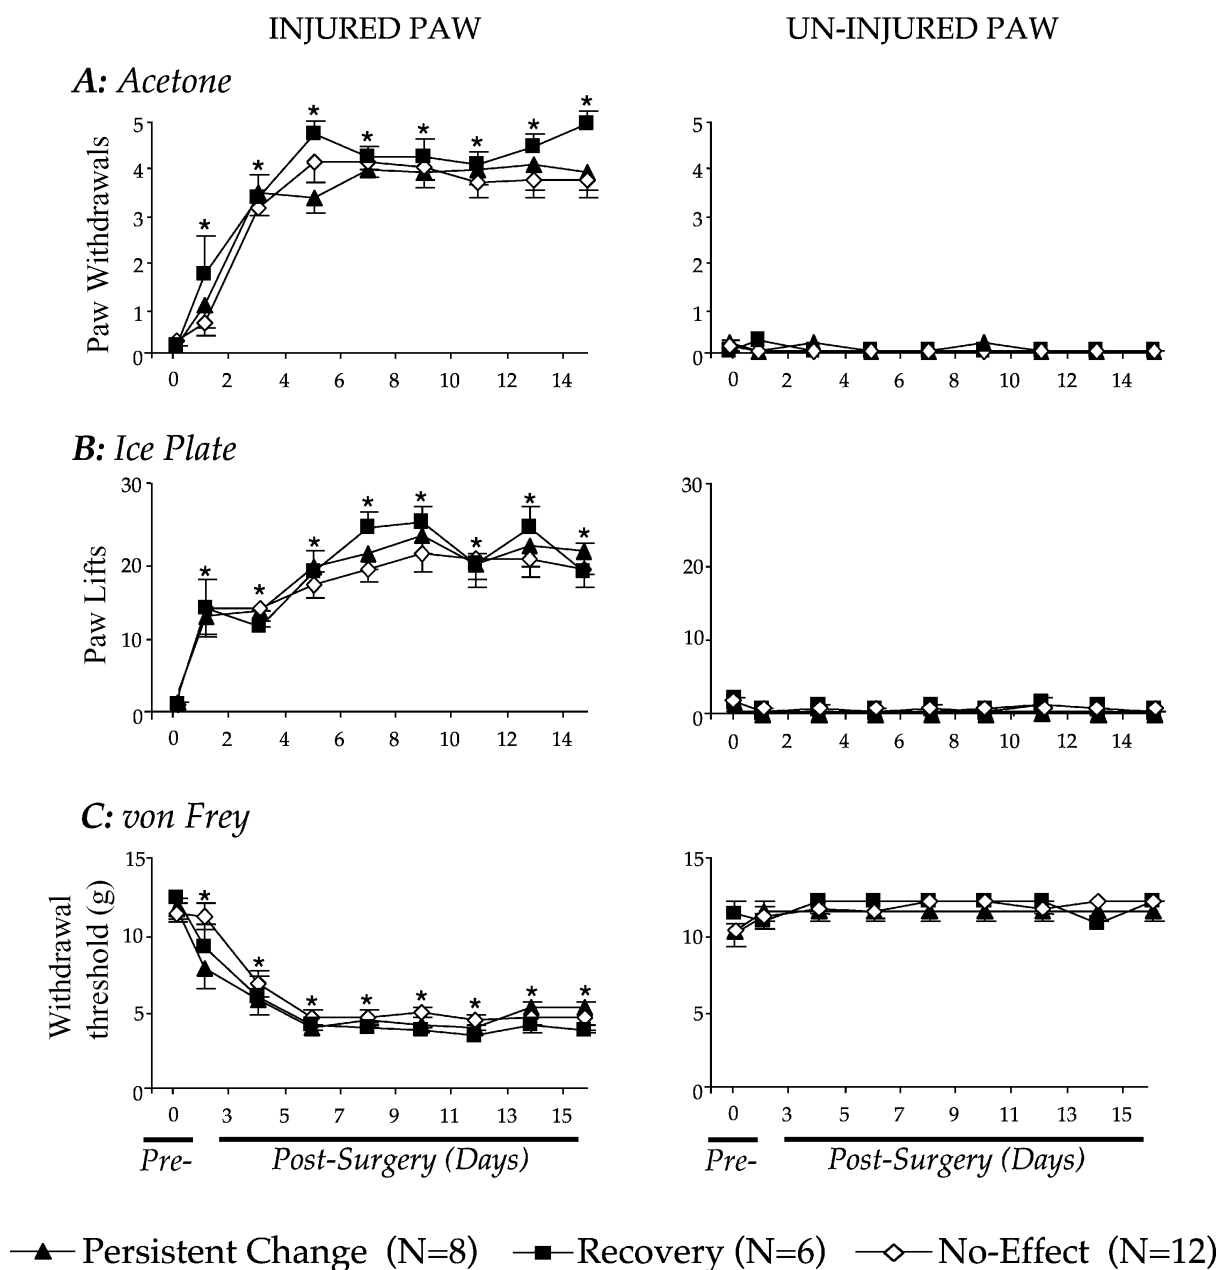 INJURED PAW UN-INJURED PAW
A: Acetone
Paw Withdrawals
5 4 3 2 1 0
0 2 4 6 8 10 12 14
5 4 3 2 1 0
0 2 4 6 8 10 12 14
B: Ice Plate
Paw Lifts
30 20 10 0
0 2 4 6 8 10 12 14
30 20 10 0
0 2 4 6 8 10 12 14
C: von Frey
Withdrawal
threshold (g)
15 10 5 0
0 3 5 7 9 11 13 15
15 10 5 0
0 3 5 7 9 11 13 15
Pre- Post-Surgery (Days)
Pre- Post-Surgery (Days)
Persistent Change (N=8) Recovery (N=6) No-Effect (N=12)